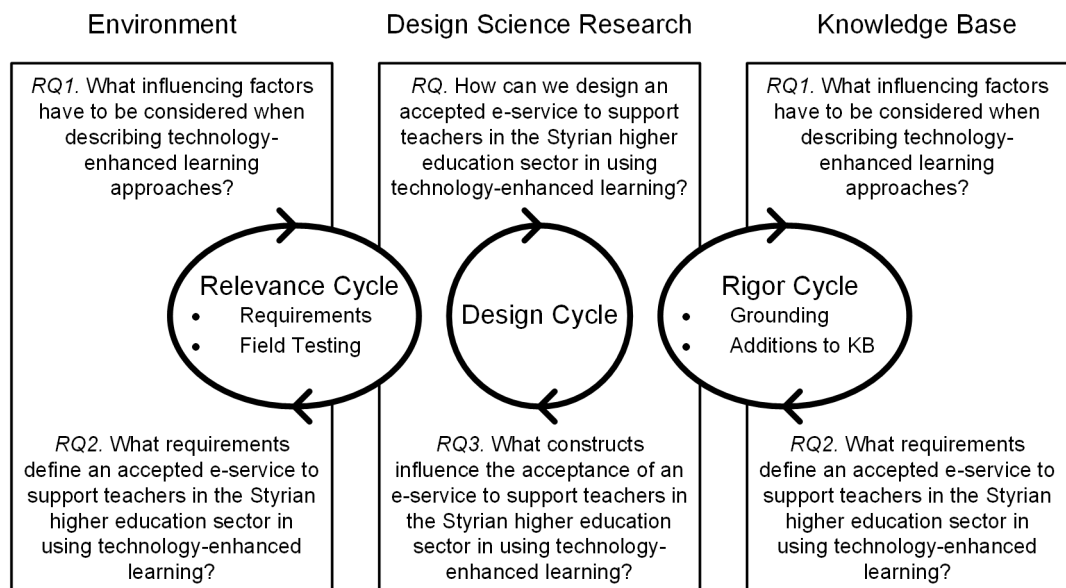 Environment
RQ1. What influencing factors
have to be considered when
describing technology-
enhanced learning
approaches?
Relevance Cycle
• Requirements
• Field Testing
RQ2. What requirements
define an accepted e-service to
support teachers in the Styrian
higher education sector in
using technology-enhanced
learning?
Design Science Research
RQ. How can we design an
accepted e-service to support
teachers in the Styrian higher
education sector in using
technology-enhanced learning?
Design Cycle
RQ3. What constructs
influence the acceptance of an
e-service to support teachers in
the Styrian higher education
sector in using technology-
enhanced learning?
Knowledge Base
RQ1. What influencing factors
have to be considered when
describing technology-
enhanced learning
approaches?
Rigor Cycle
• Grounding
• Additions to KB
RQ2. What requirements
define an accepted e-service to
support teachers in the Styrian
higher education sector in
using technology-enhanced
learning?